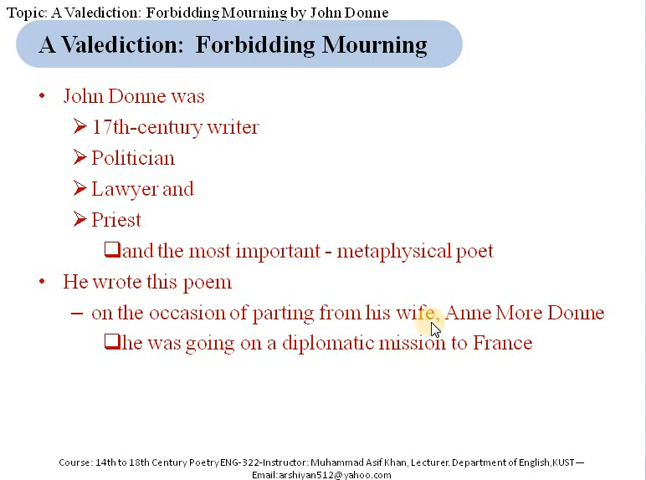 Topic: A Valediction: Forbidding Mourning by John Donne
A Valediction: Forbidding Mourning
• John Donne was
➢ 17th-century writer
➢ Politician
➢ Lawyer and
➢ Priest
❑and the most important - metaphysical poet
• He wrote this poem
– on the occasion of parting from his wife, Anne More Donne
❑he was going on a diplomatic mission to France
Course: 14th to 18th Century Poetry ENG-322-Instructor: Muhammad Asif Khan, Lecturer. Department of English,KUST—
Email:arshiyan512@yahoo.com